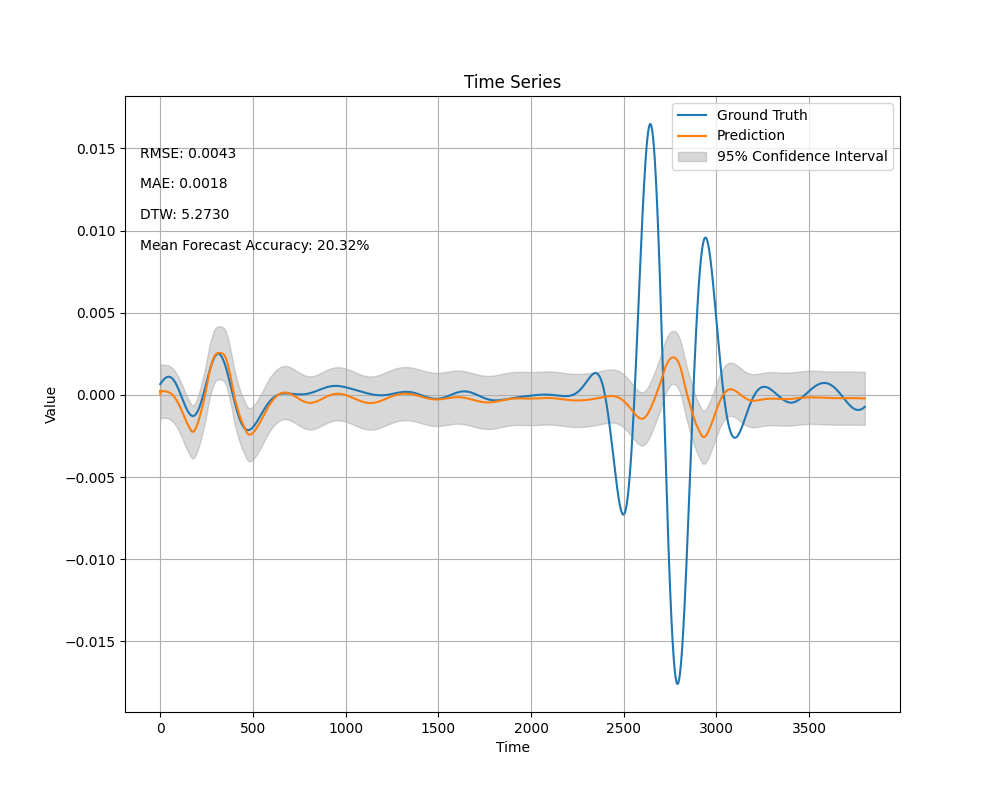 Time Series
Ground Truth
Prediction
95% Confidence Interval
RMSE: 0.0043
MAE: 0.0018
DTW: 5.2730
Mean Forecast Accuracy: 20.32%
Value
0.015
0.010
0.005
0.000
−0.005
−0.010
−0.015
0 500 1000 1500 2000 2500 3000 3500
Time